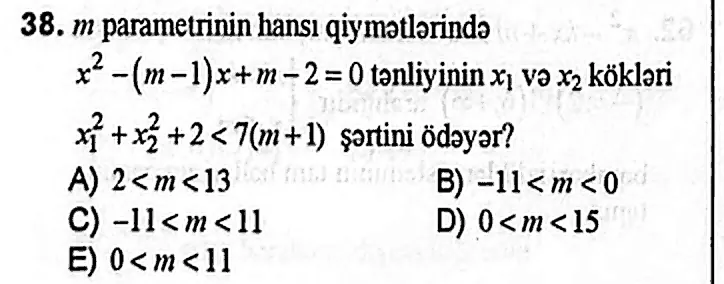 38. m parametrinin hansı qiymətlərində
x² – (m – 1)x + m – 2 = 0 tənliyinin x₁ və x₂ kökləri
x₁² + x₂² + 2 < 7(m + 1) şərtini ödəyər?
A) 2 < m < 13 B) –11 < m < 0
C) –11 < m < 11 D) 0 < m < 15
E) 0 < m < 11